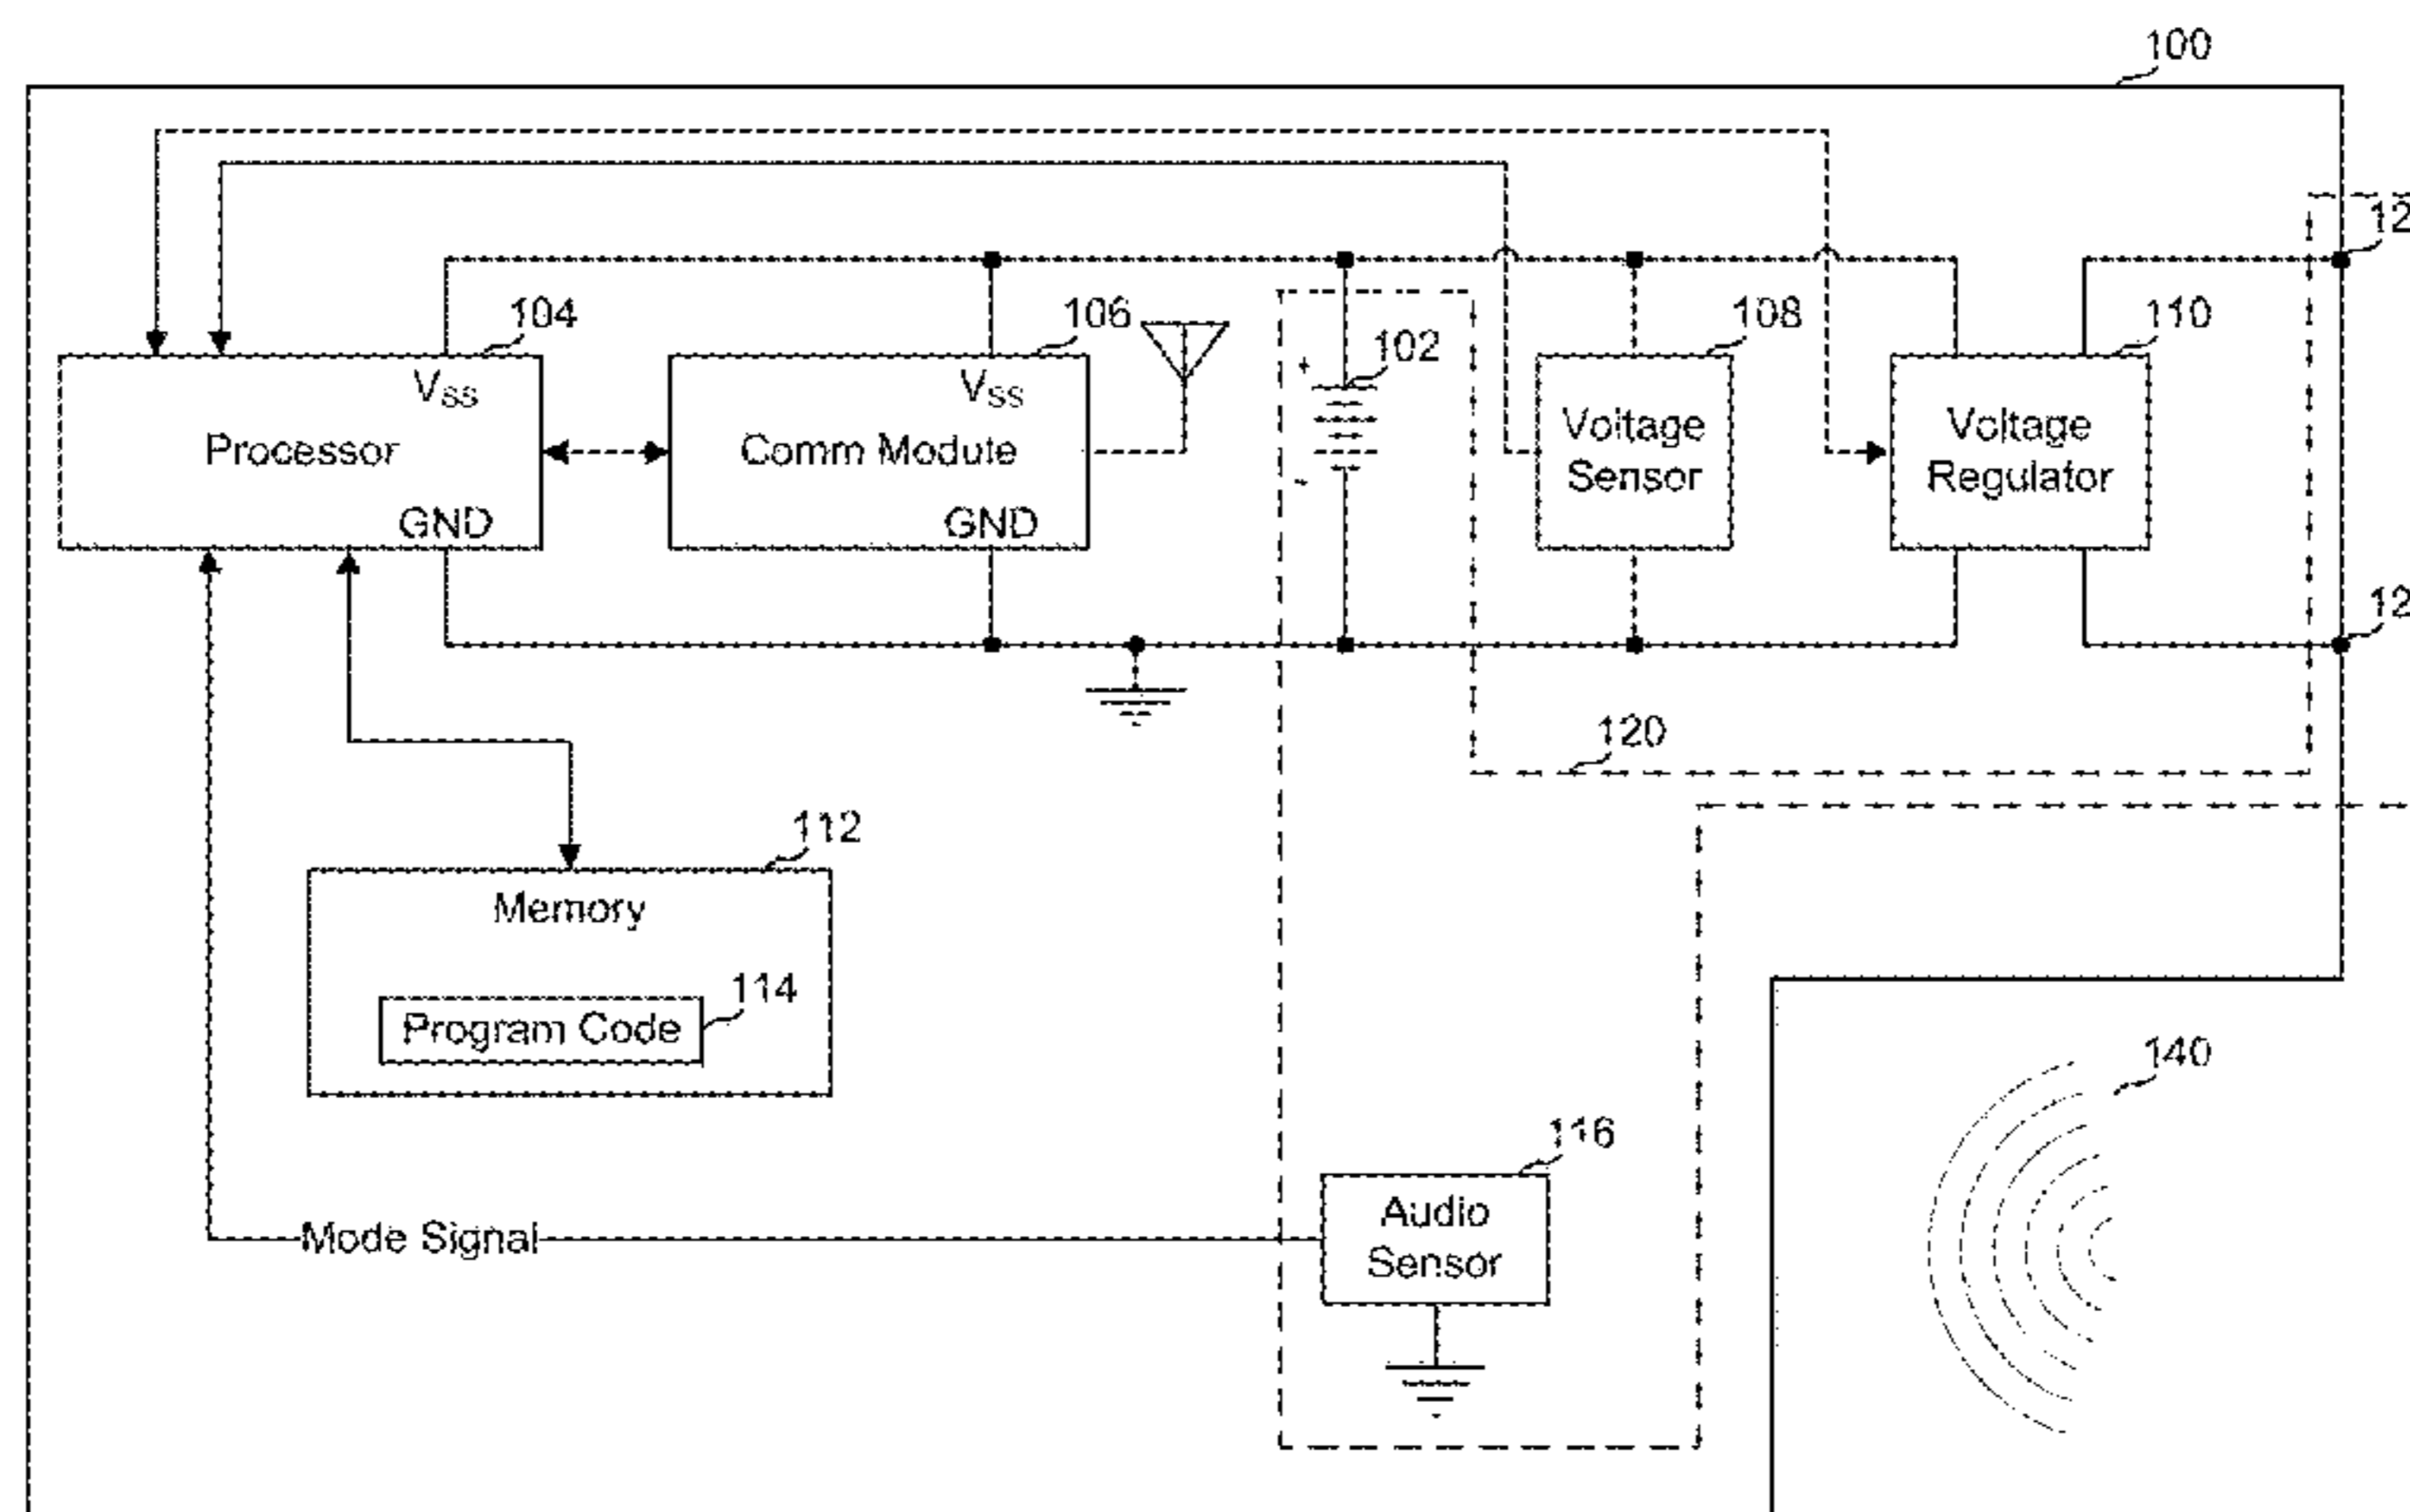 100
12
104
106
102
108
110
VSS
VSS
Processor
Comm Module
+
-
Voltage
Sensor
Voltage
Regulator
GND
GND
12
120
112
Memory
114
Program Code
140
116
Audio
Sensor
Mode Signal